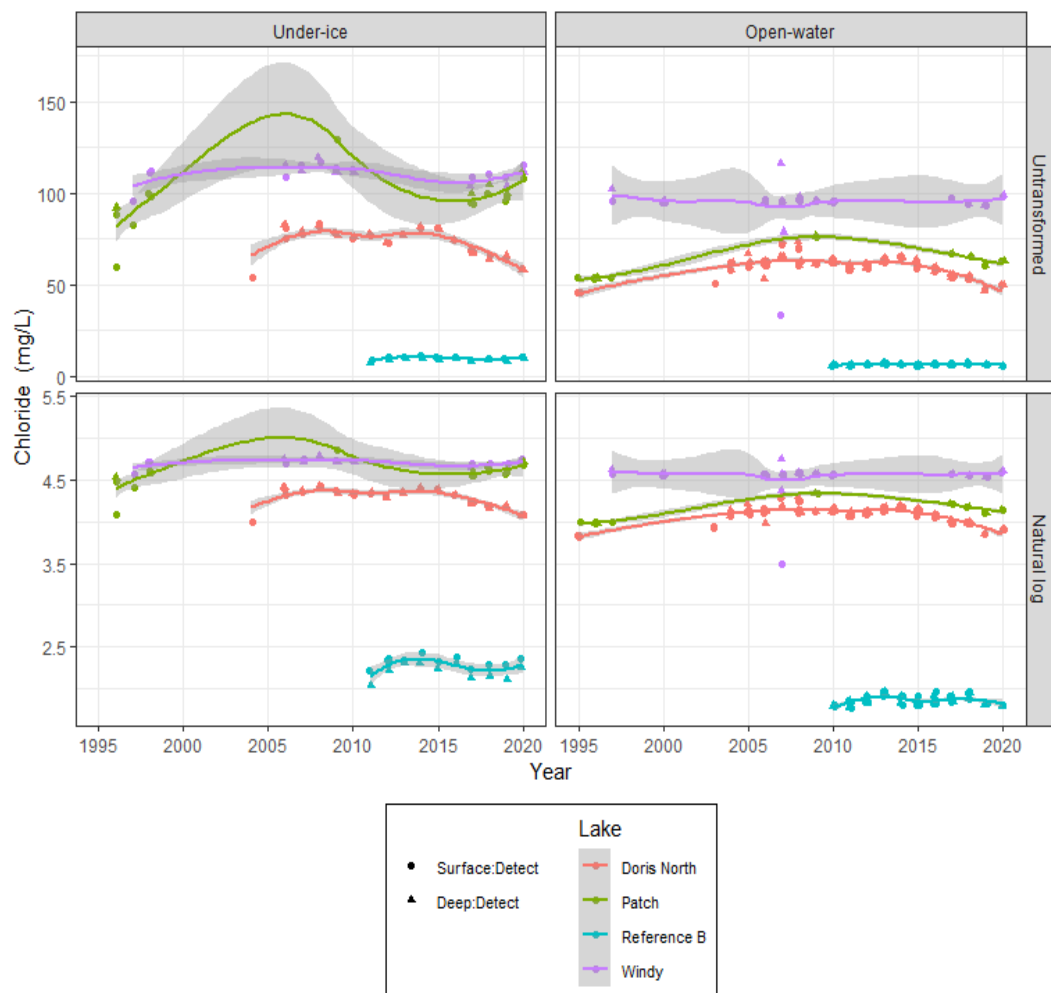 Under-ice
Open-water
150
100
50
0
Untransformed
Chloride (mg/L)
5.5
4.5
3.5
2.5
Natural log
1995 2000 2005 2010 2015 2020
1995 2000 2005 2010 2015 2020
Year
Surface:Detect
Deep:Detect
Lake
Doris North
Patch
Reference B
Windy